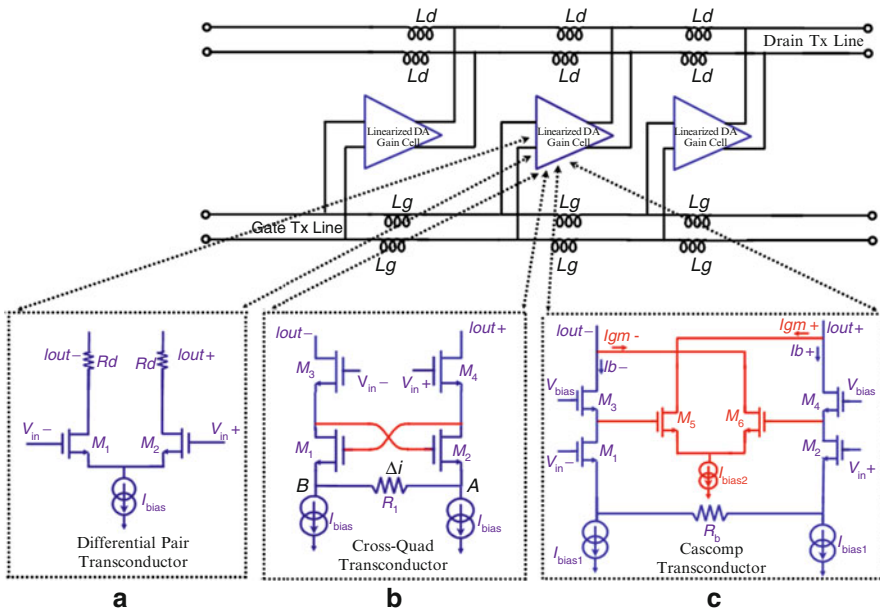 Ld Ld Ld
Drain Tx Line
Ld Ld Ld
Linearized DA Gain Cell
Linearized DA Gain Cell
Linearized DA Gain Cell
Lg Lg Lg
Gate Tx Line
Lg Lg Lg
Iout− Rd Rd Iout+
Vin− M1 M2 Vin+
Ibias
Differential Pair
Transconductor
a
Iout− Iout+
M3 Vin− Vin+ M4
M1 M2
B Δi A
R1
Ibias Ibias
Cross-Quad
Transconductor
b
Iout− Igm − Igm + Iout+
Ib− Ib+
Vbias M3 M5 M6 M4 Vbias
Vin− M1 M2 Vin+
Ibias2
Rb
Ibias1 Ibias1
Cascomp
Transconductor
c